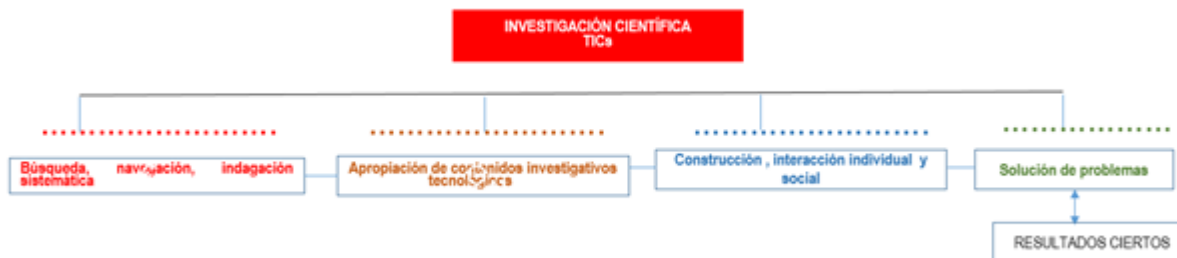 INVESTIGACIÓN CIENTÍFICA
TICs
Búsqueda, navegación, indagación
sistemática
Apropiación de contenidos investigativos
tecnológicos
Construcción , interacción individual y
social
Solución de problemas
RESULTADOS CIERTOS